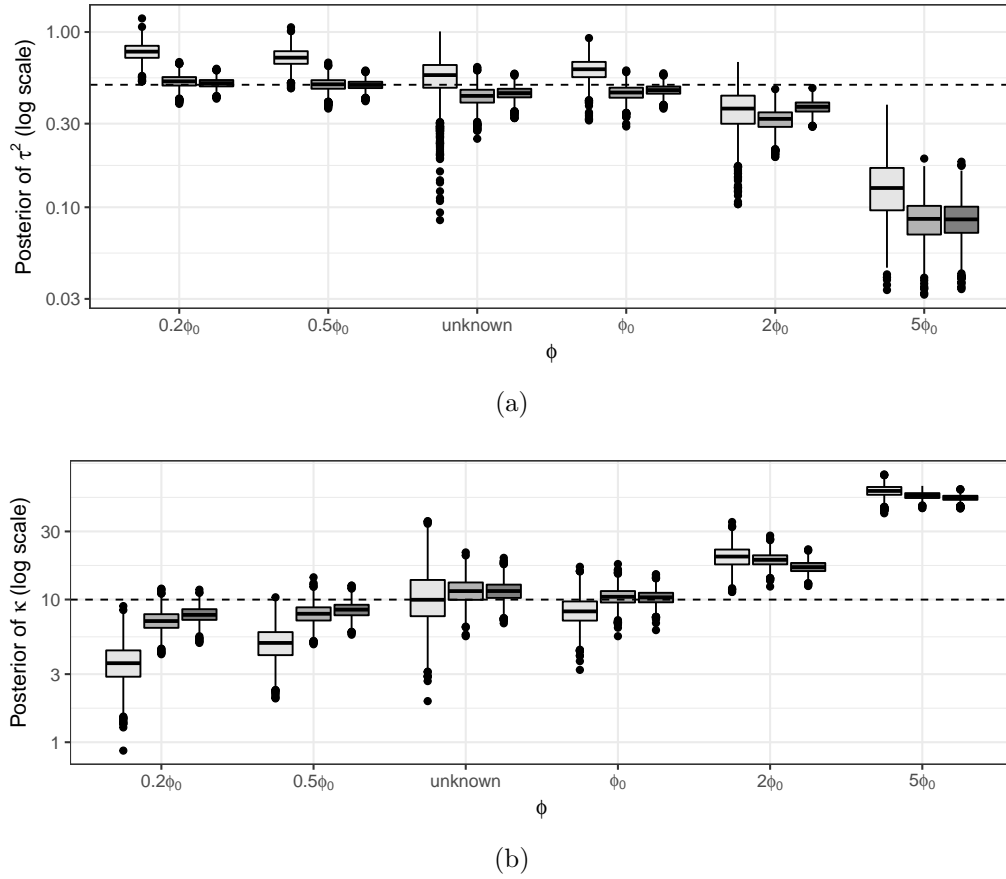 Posterior of τ² (log scale)
1.00
0.30
0.10
0.03
0.2ϕ₀ 0.5ϕ₀ unknown ϕ₀ 2ϕ₀ 5ϕ₀
ϕ
(a)
Posterior of κ (log scale)
30
10
3
1
0.2ϕ₀ 0.5ϕ₀ unknown ϕ₀ 2ϕ₀ 5ϕ₀
ϕ
(b)